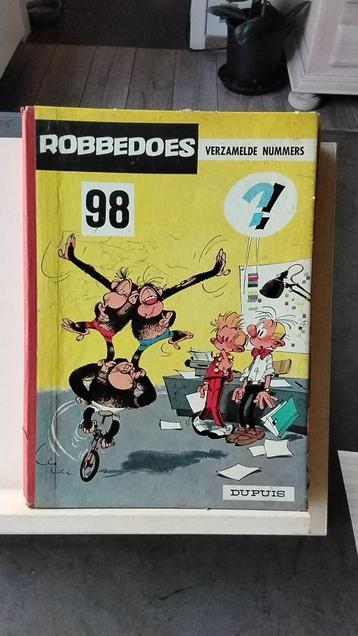 ROBBEDOES
VERZAMELDE NUMMERS
98
?!
DUPUIS